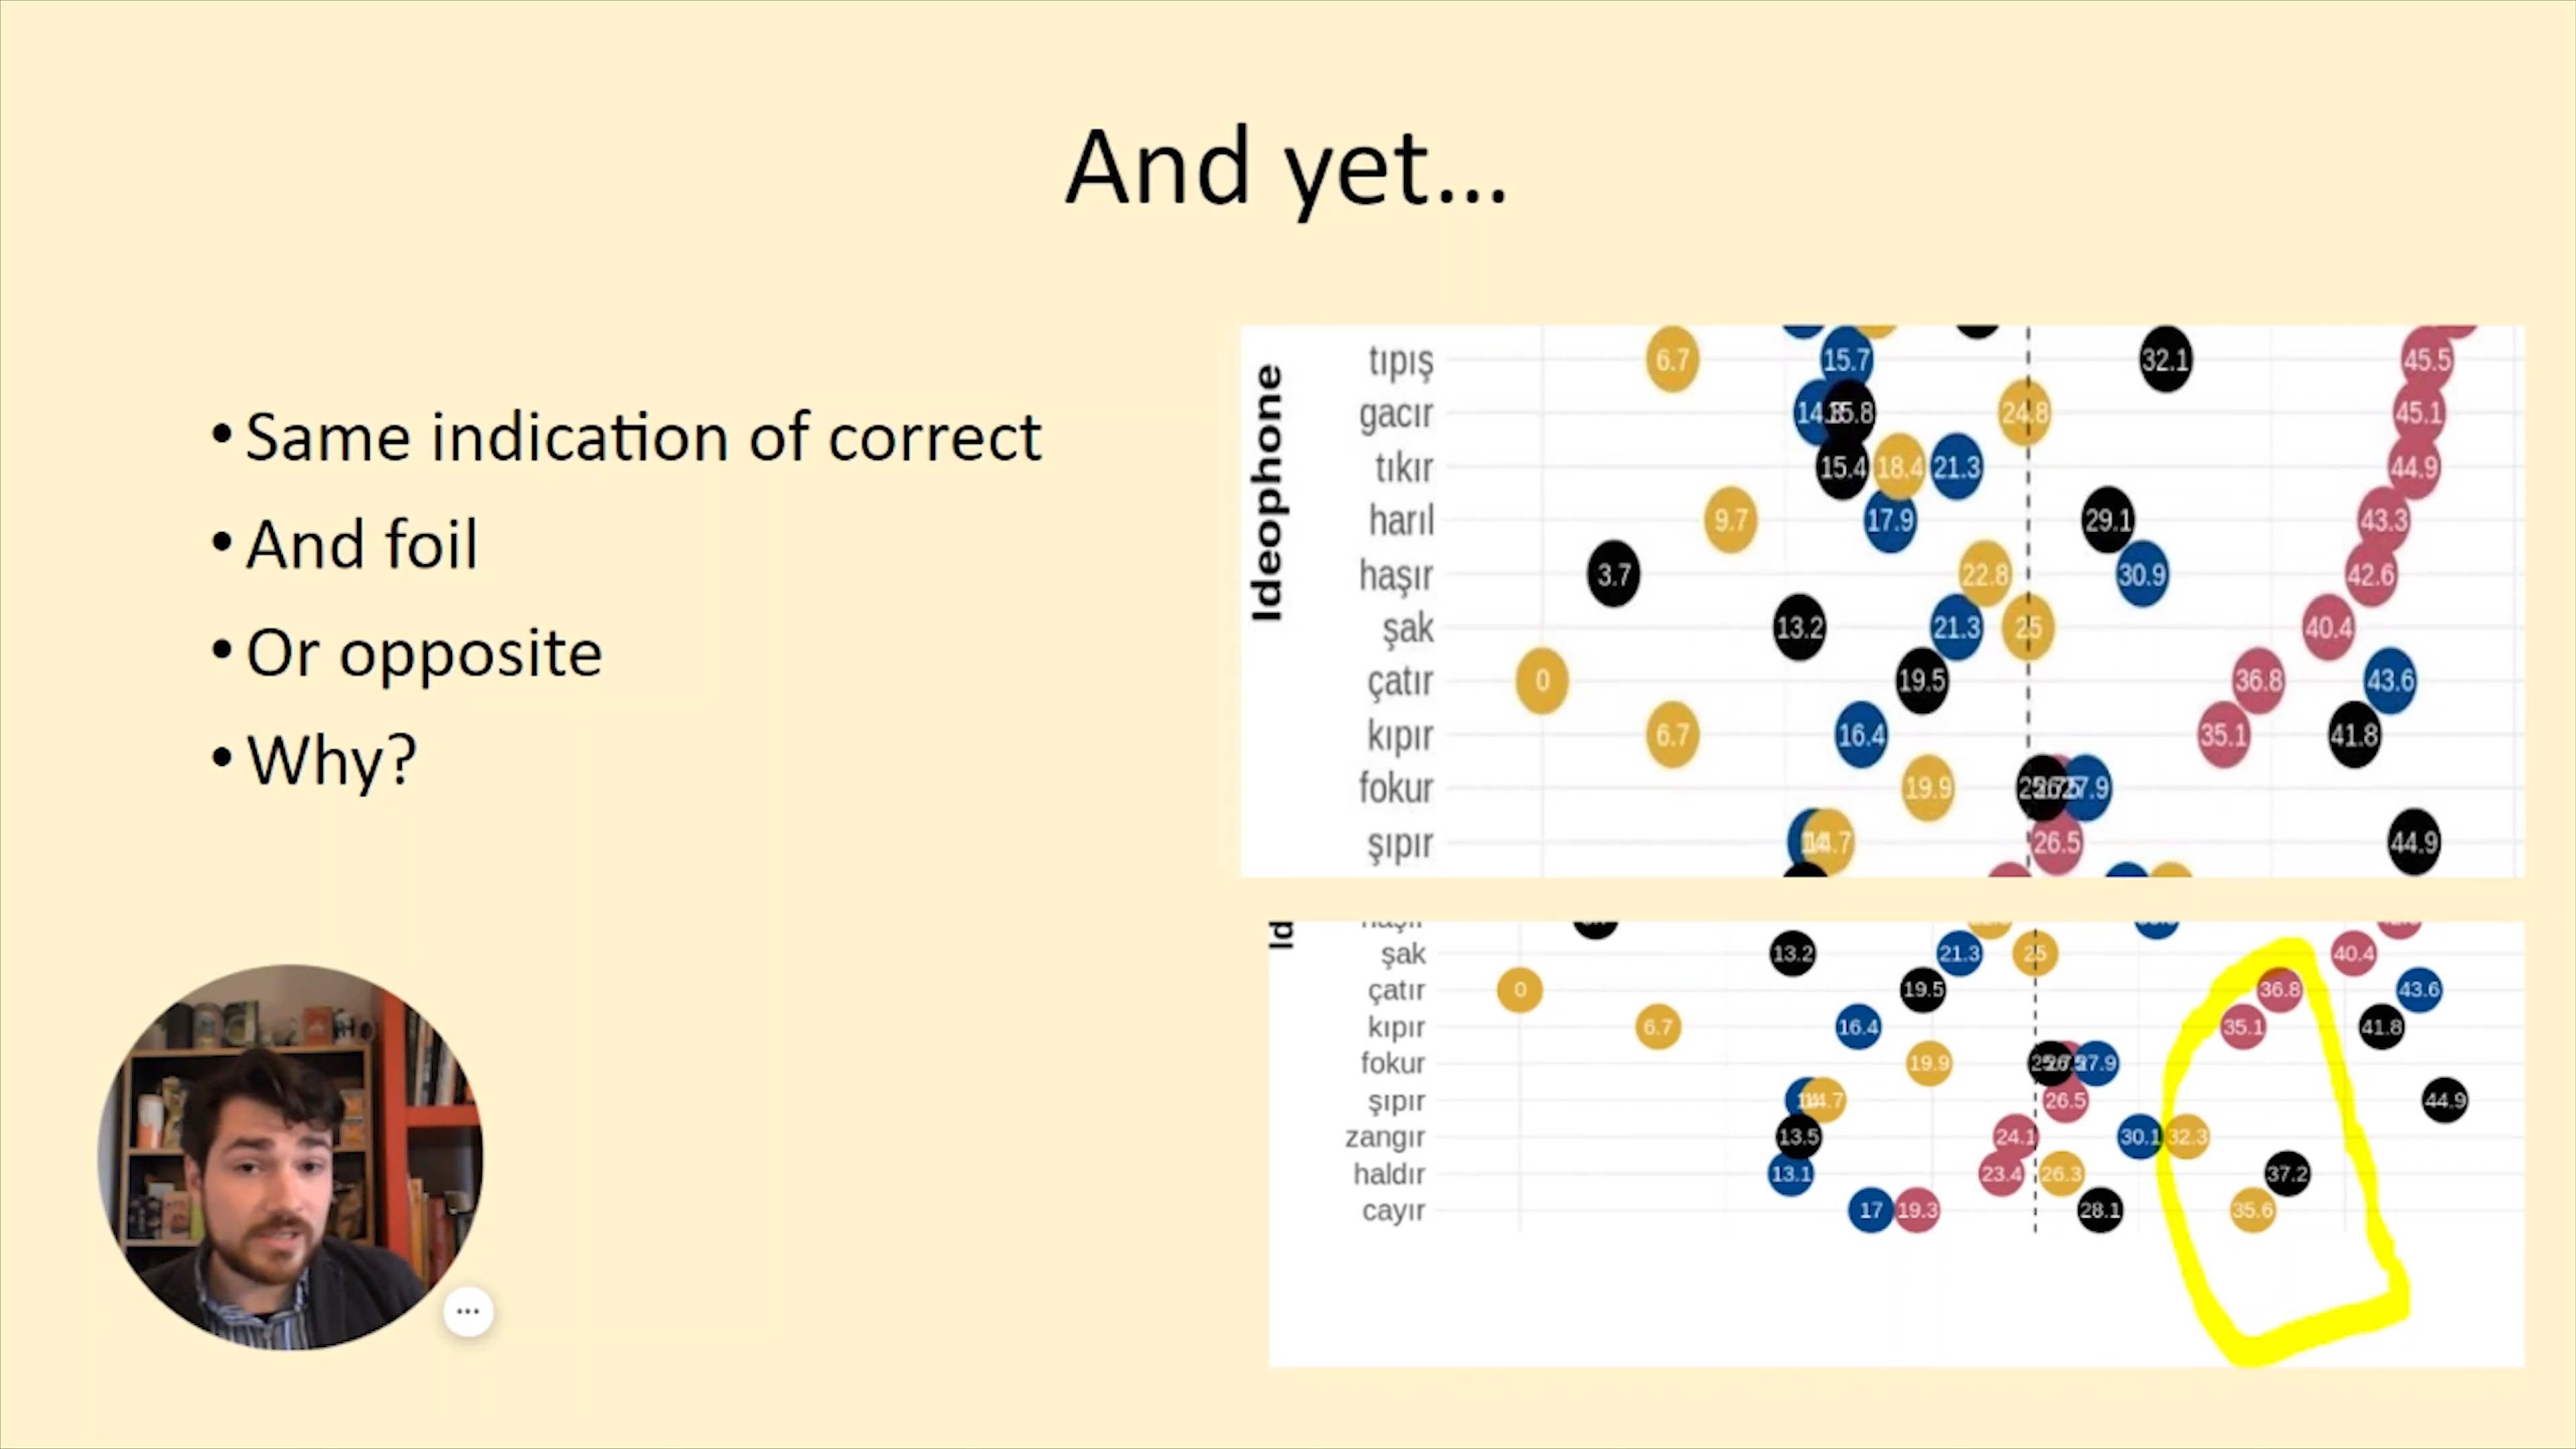 And yet...
• Same indication of correct
• And foil
• Or opposite
• Why?
Ideophone
tıpış 6.7 15.7 32.1 45.5
gacır 15.8 24.8 45.1
tıkır 15.4 18.4 21.3 44.9
harıl 9.7 17.9 29.1 43.3
haşır 3.7 22.8 30.9 42.6
şak 13.2 21.3 25 40.4
çatır 0 19.5 36.8 43.6
kıpır 6.7 16.4 35.1 41.8
fokur 19.9 27.9
şıpır 14.7 26.5 44.9
Id
şak 13.2 21.3 25 40.4
çatır 0 19.5 36.8 43.6
kıpır 6.7 16.4 35.1 41.8
fokur 19.9 27.9
şıpır 14.7 26.5 44.9
zangır 13.5 24.1 30.1 32.3
haldır 13.1 23.4 26.3 37.2
cayır 17 19.3 28.1 35.6